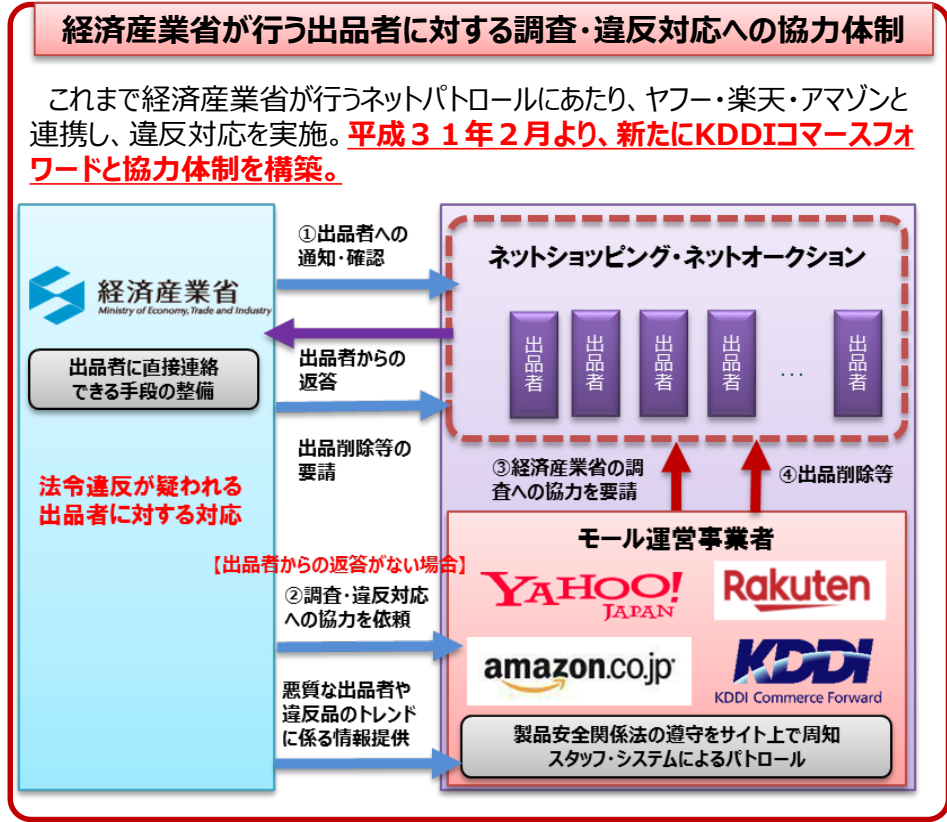 経済産業省が行う出品者に対する調査・違反対応への協力体制
これまで経済産業省が行うネットパトロールにあたり、ヤフー・楽天・アマゾンと
連携し、違反対応を実施。平成３１年２月より、新たにKDDIコマースフォ
ワードと協力体制を構築。
経済産業省
Ministry of Economy, Trade and Industry
出品者に直接連絡
できる手段の整備
法令違反が疑われる
出品者に対する対応
①出品者への
通知・確認
出品者からの
返答
出品削除等の
要請
【出品者からの返答がない場合】
②調査・違反対応
への協力を依頼
悪質な出品者や
違反品のトレンド
に係る情報提供
ネットショッピング・ネットオークション
出品者
出品者
出品者
出品者
…
出品者
③経済産業省の調
査への協力を要請
④出品削除等
モール運営事業者
YAHOO!
JAPAN
Rakuten
amazon.co.jp
KDDI
KDDI Commerce Forward
製品安全関係法の遵守をサイト上で周知
スタッフ・システムによるパトロール